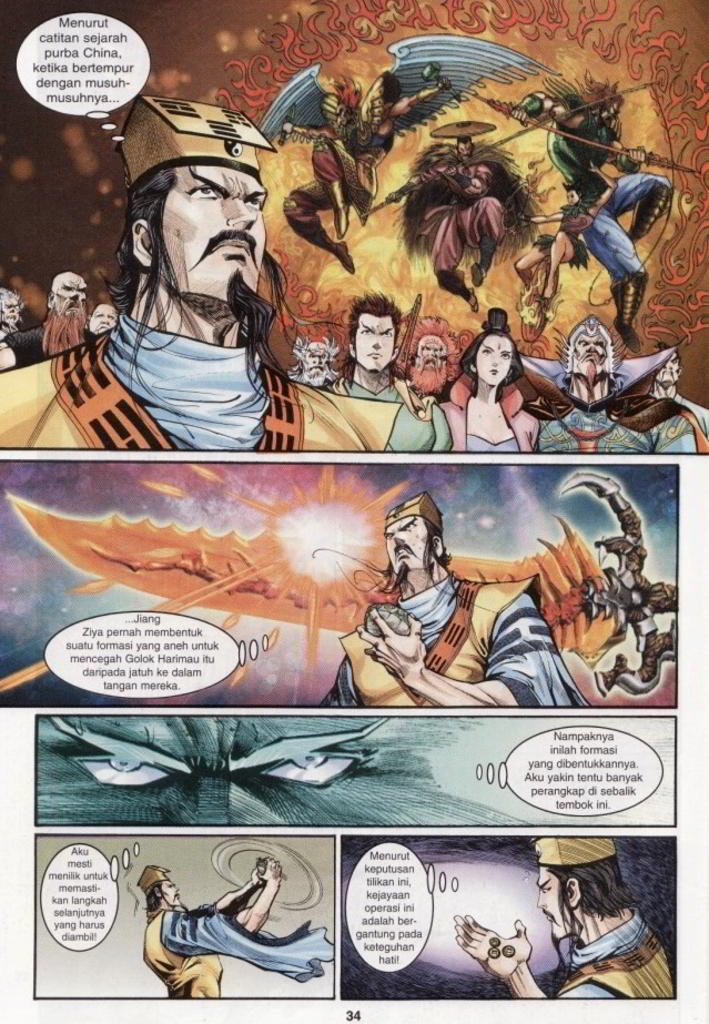 Menurut
catitan sejarah
purba China,
ketika bertempur
dengan musuh-
musuhnya...
...Jiang
Ziya pernah membentuk
suatu formasi yang aneh untuk
mencegah Golok Harimau itu
daripada jatuh ke dalam
tangan mereka.
Nampaknya
inilah formasi
yang dibentukkannya.
Aku yakin tentu banyak
perangkap di sebalik
tembok ini.
Aku
mesti
menilik untuk
memasti-
kan langkah
selanjutnya
yang harus
diambil!
Menurut
keputusan
tilikan ini,
kejayaan
operasi ini
adalah ber-
gantung pada
keteguhan
hati!
34